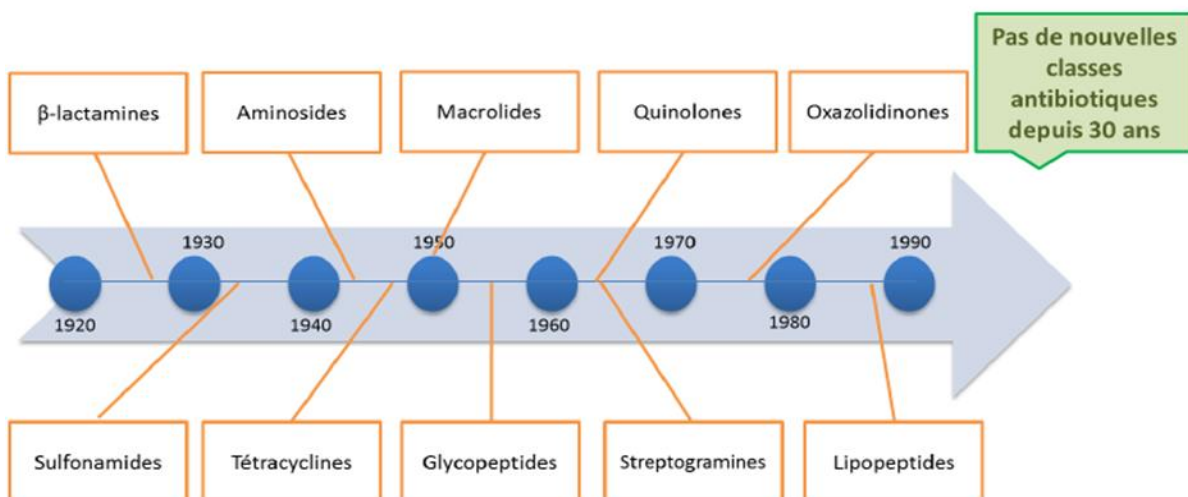 Pas de nouvelles
classes
antibiotiques
depuis 30 ans
β-lactamines
Aminosides
Macrolides
Quinolones
Oxazolidinones
1930
1950
1970
1990
1920
1940
1960
1980
Sulfonamides
Tétracyclines
Glycopeptides
Streptogramines
Lipopeptides